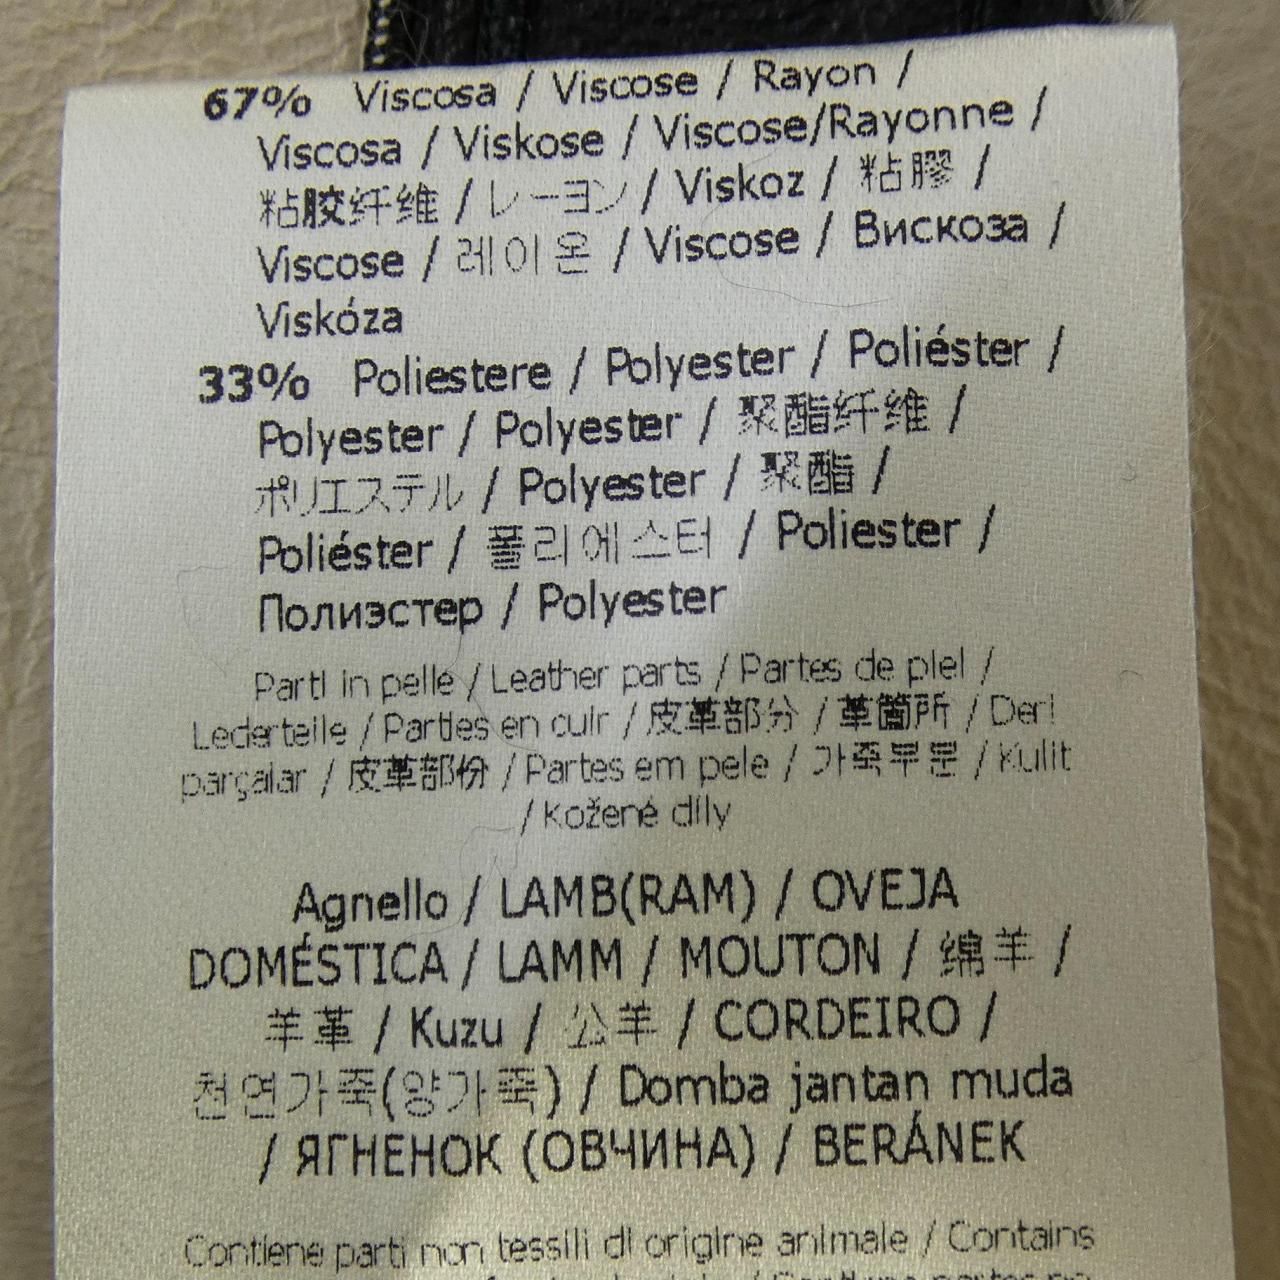 67% Viscosa / Viscose / Rayon /
Viscosa / Viskose / Viscose/Rayonne /
粘胶纤维 / レーヨン / Viskoz / 粘膠 /
Viscose / 레이온 / Viscose / Вискоза /
Viskóza
33% Poliestere / Polyester / Poliéster /
Polyester / Polyester / 聚酯纤维 /
ポリエステル / Polyester / 聚酯 /
Poliéster / 폴리에스터 / Poliester /
Полиэстер / Polyester
Parti in pelle / Leather parts / Partes de piel /
Lederteile / Parties en cuir / 皮革部分 / 革箇所 / Deri
parçalar / 皮革部份 / Partes em pele / 가죽부분 / Kulit
/ Kožené díly
Agnello / LAMB(RAM) / OVEJA
DOMÉSTICA / LAMM / MOUTON / 绵羊 /
羊革 / Kuzu / 公羊 / CORDEIRO /
천연가죽(양가죽) / Domba jantan muda
/ ЯГНЕНОК (ОВЧИНА) / BERÁNEK
Contiene parti non tessili di origine animale / Contains